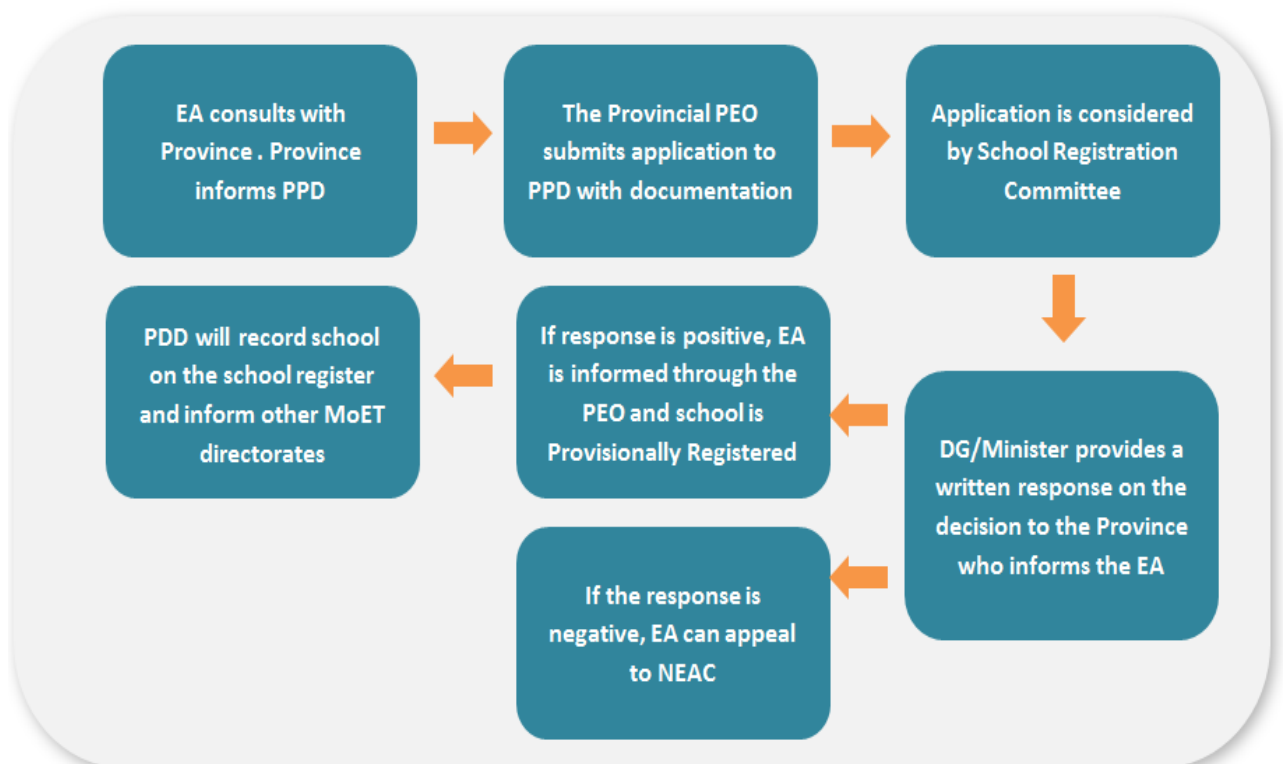 EA consults with
Province . Province
informs PPD
The Provincial PEO
submits application to
PPD with documentation
Application is considered
by School Registration
Committee
DG/Minister provides a
written response on the
decision to the Province
who informs the EA
If response is positive, EA
is informed through the
PEO and school is
Provisionally Registered
PDD will record school
on the school register
and inform other MoET
directorates
If the response is
negative, EA can appeal
to NEAC